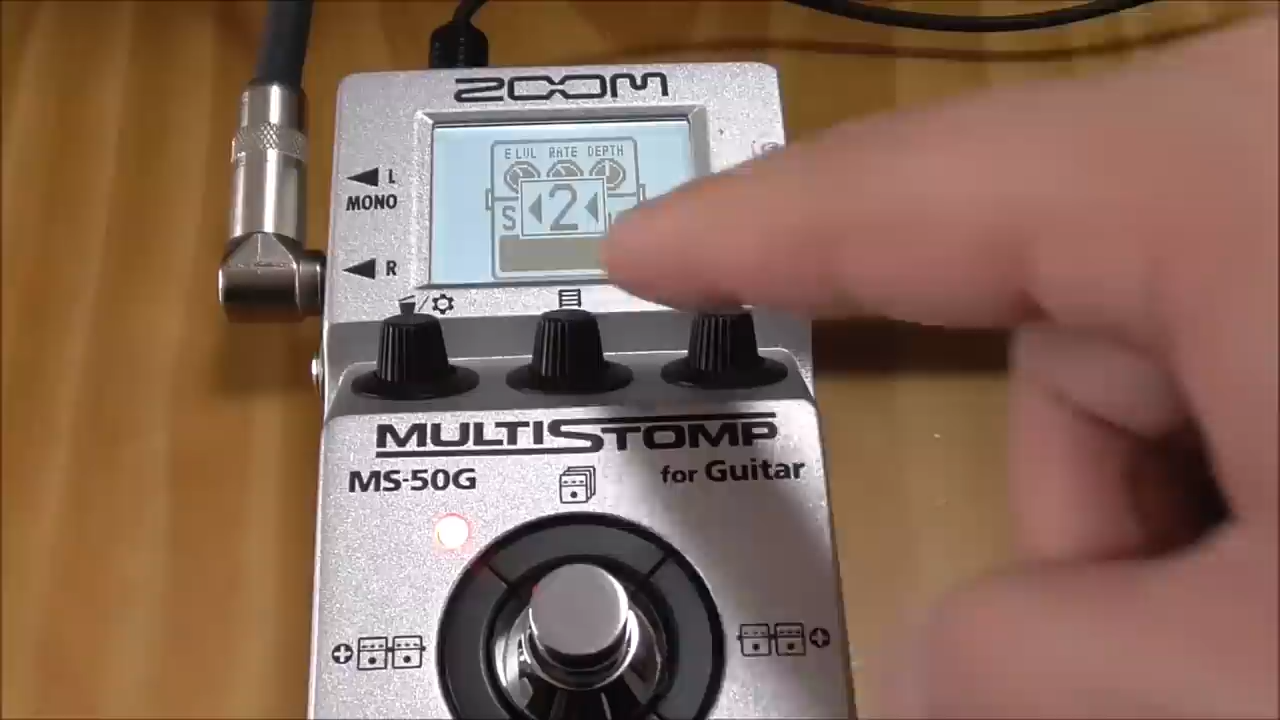 ZOOM
E LVL RATE DEPTH
L
MONO
2
S
R
MULTISTOMP
MS-50G
for Guitar